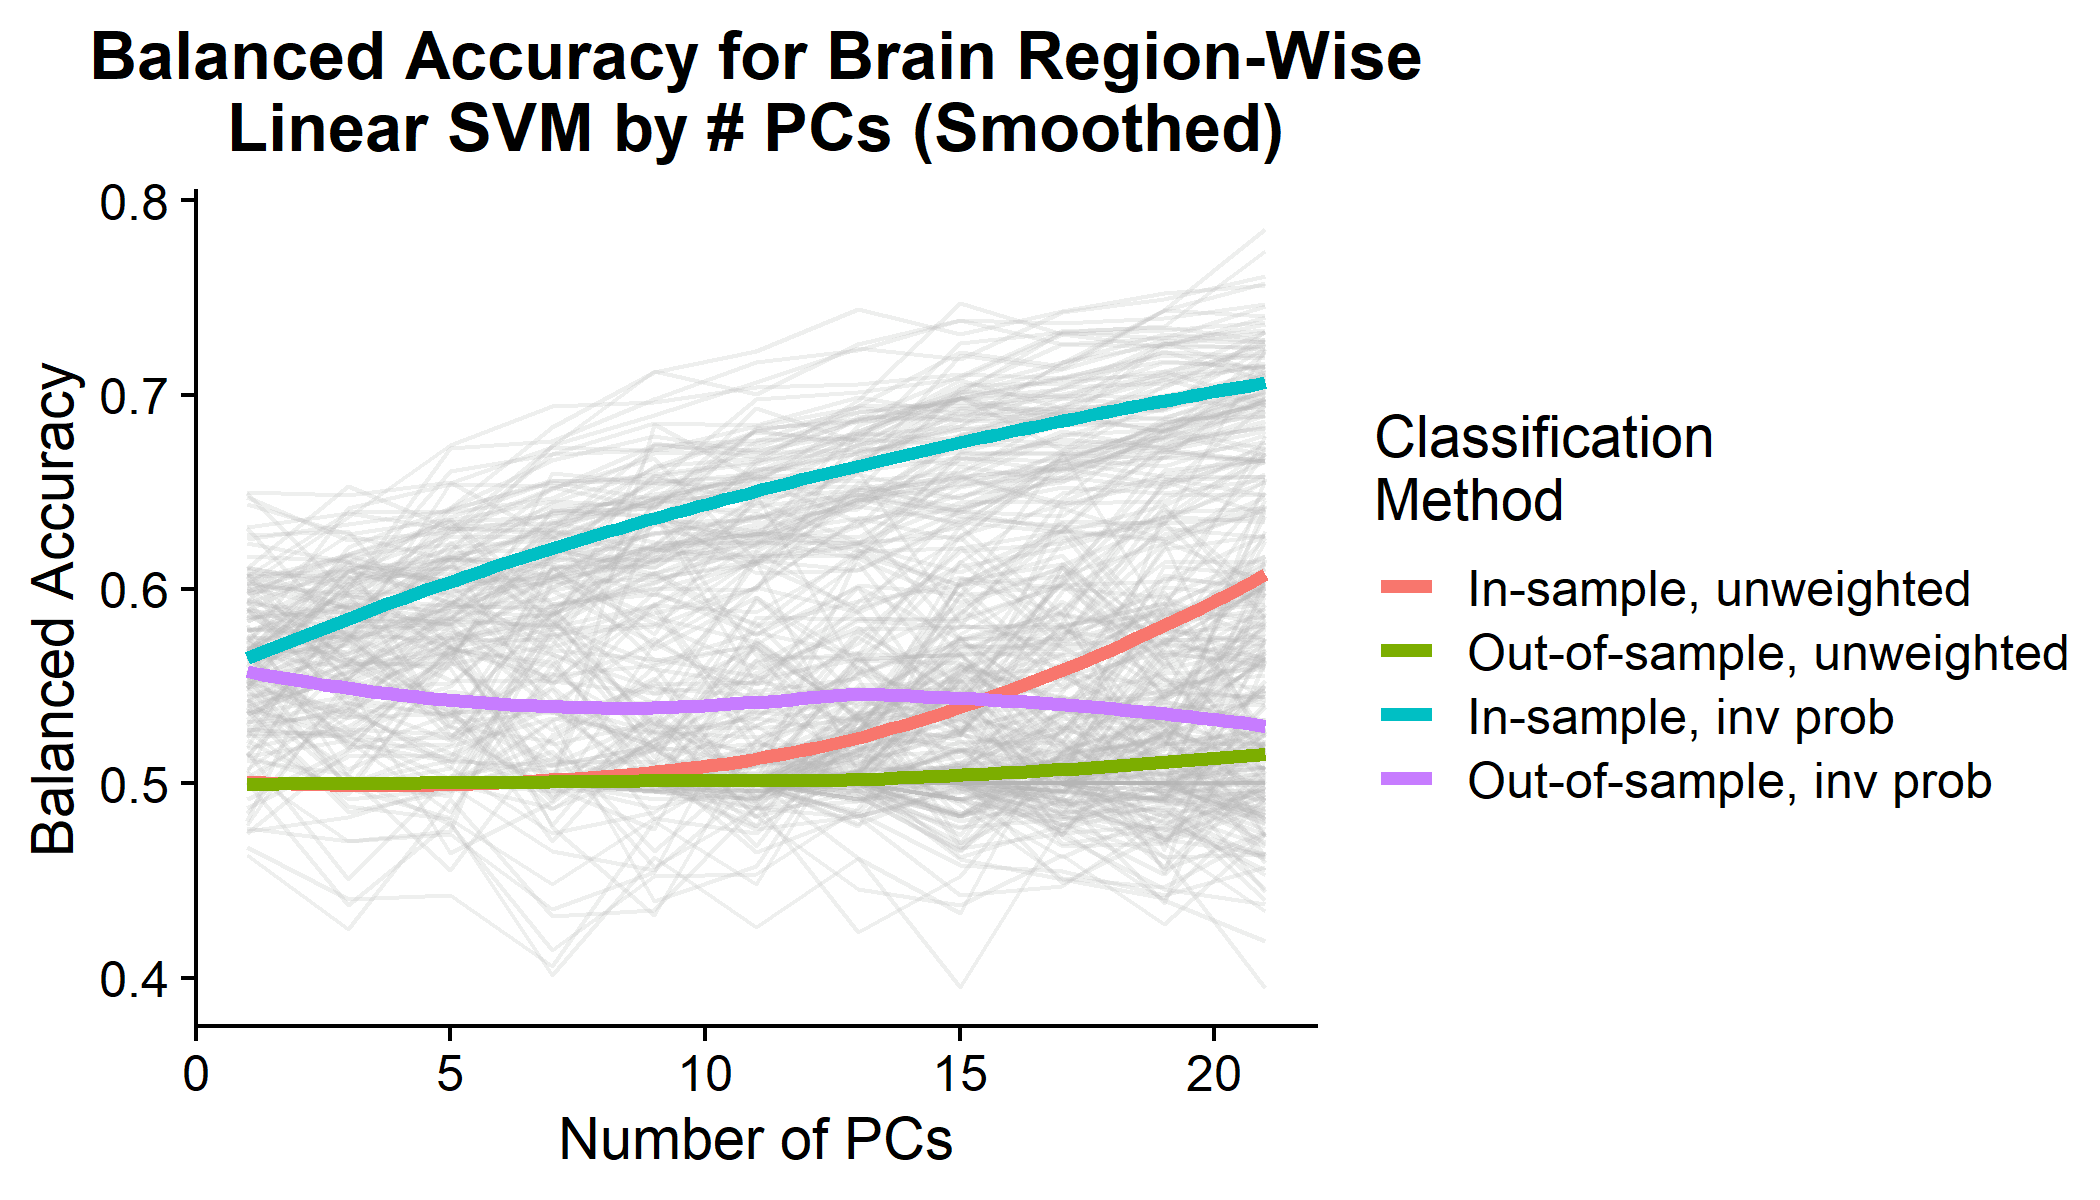 Balanced Accuracy for Brain Region-Wise
Linear SVM by # PCs (Smoothed)
Balanced Accuracy
0.8
0.7
0.6
0.5
0.4
0
5
10
15
20
Number of PCs
Classification
Method
In-sample, unweighted
Out-of-sample, unweighted
In-sample, inv prob
Out-of-sample, inv prob